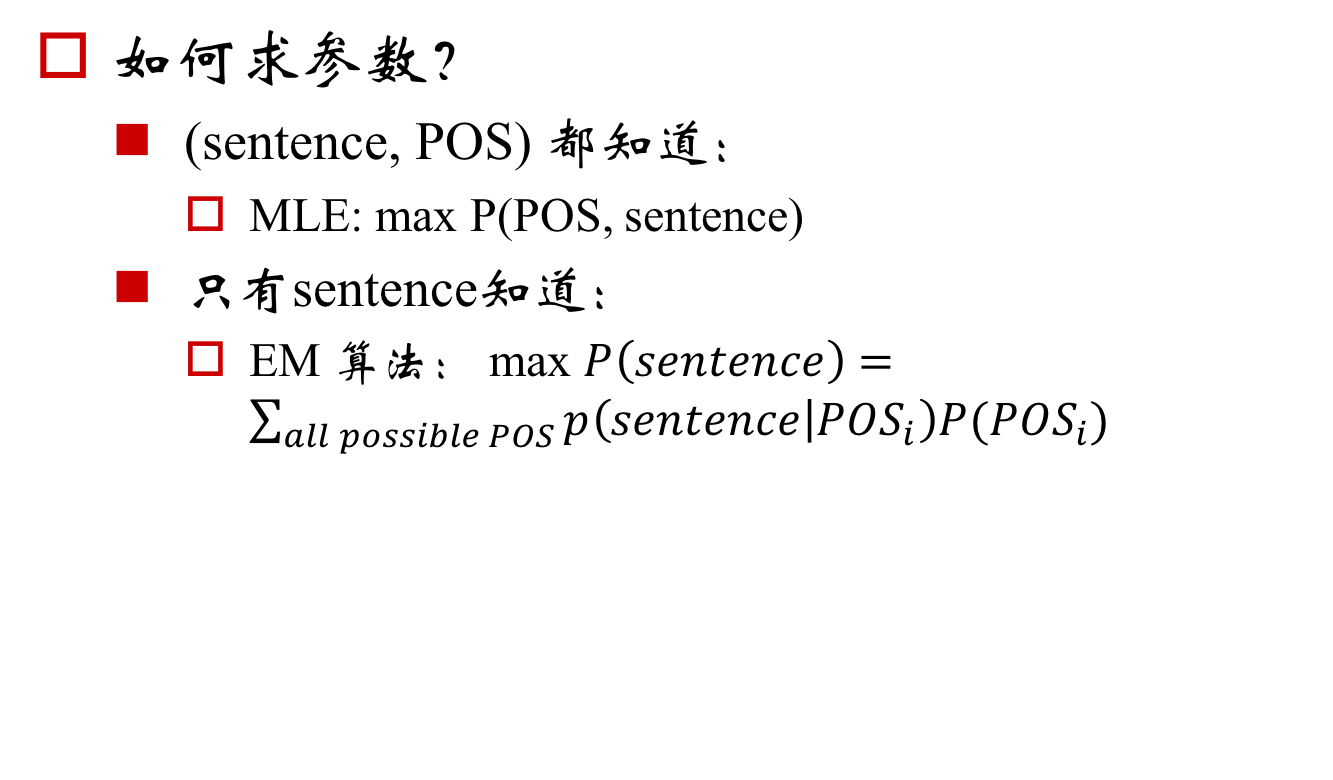 如何求参数?
(sentence, POS) 都知道:
MLE: max P(POS, sentence)
只有sentence知道:
EM 算法: max P(sentence) =
∑all possible POS p(sentence|POSi)P(POSi)